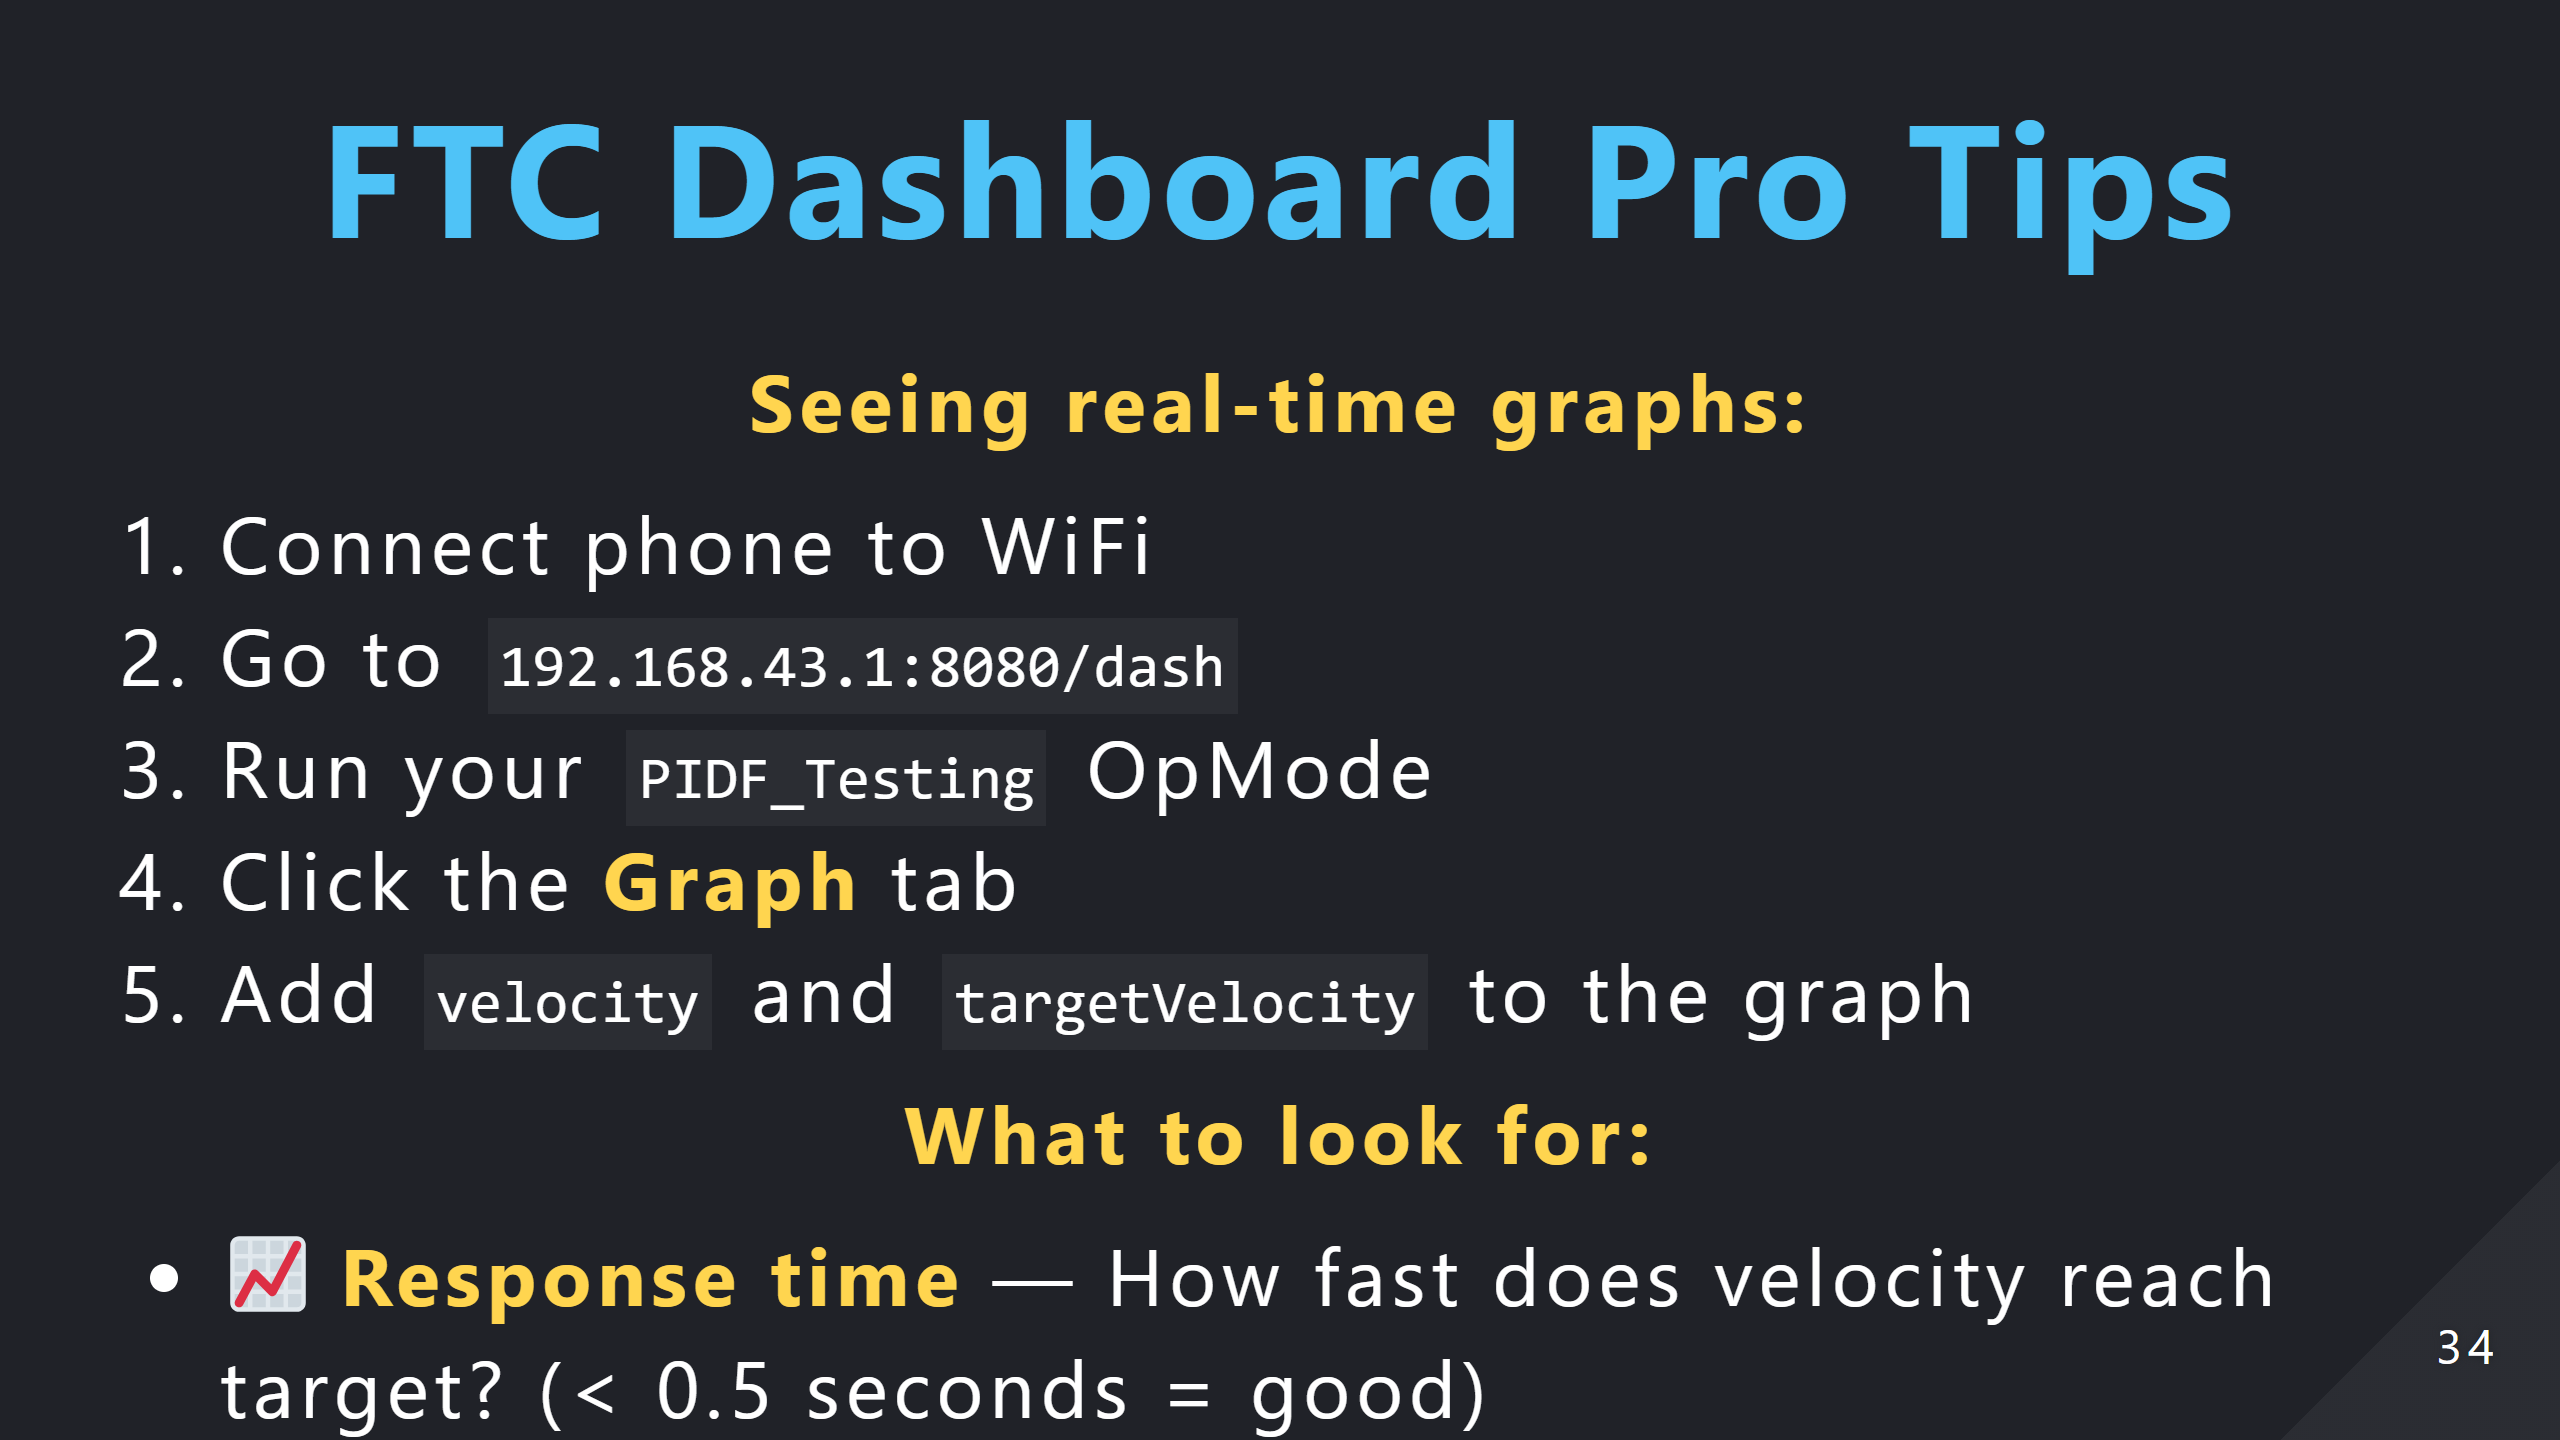 FTC Dashboard Pro Tips
Seeing real-time graphs:
1. Connect phone to WiFi
2. Go to 192.168.43.1:8080/dash
3. Run your PIDF_Testing OpMode
4. Click the Graph tab
5. Add velocity and targetVelocity to the graph
What to look for:
• 📈 Response time — How fast does velocity reach
target? (< 0.5 seconds = good)
34